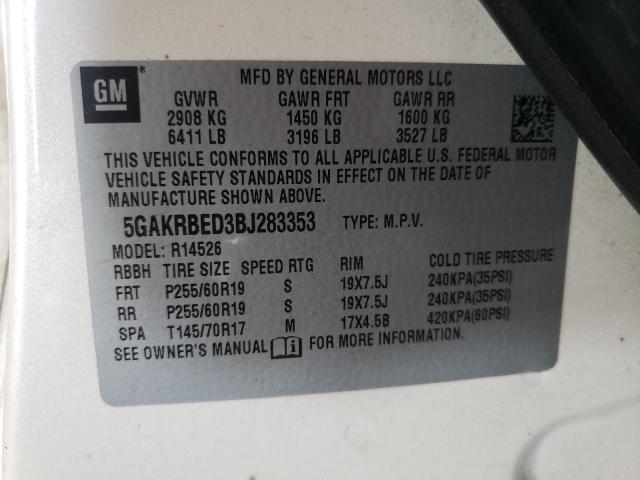 GM
MFD BY GENERAL MOTORS LLC
GVWR GAWR FRT GAWR RR
2908 KG 1450 KG 1600 KG
6411 LB 3196 LB 3527 LB
THIS VEHICLE CONFORMS TO ALL APPLICABLE U.S. FEDERAL MOTOR
VEHICLE SAFETY STANDARDS IN EFFECT ON THE DATE OF
MANUFACTURE SHOWN ABOVE.
5GAKRBED3BJ283353 TYPE: M.P.V.
MODEL: R14526
RBBH TIRE SIZE SPEED RTG RIM COLD TIRE PRESSURE
FRT P255/60R19 S 19X7.5J 240KPA(35PSI)
RR P255/60R19 S 19X7.5J 240KPA(35PSI)
SPA T145/70R17 M 17X4.5B 420KPA(60PSI)
SEE OWNER'S MANUAL FOR MORE INFORMATION.